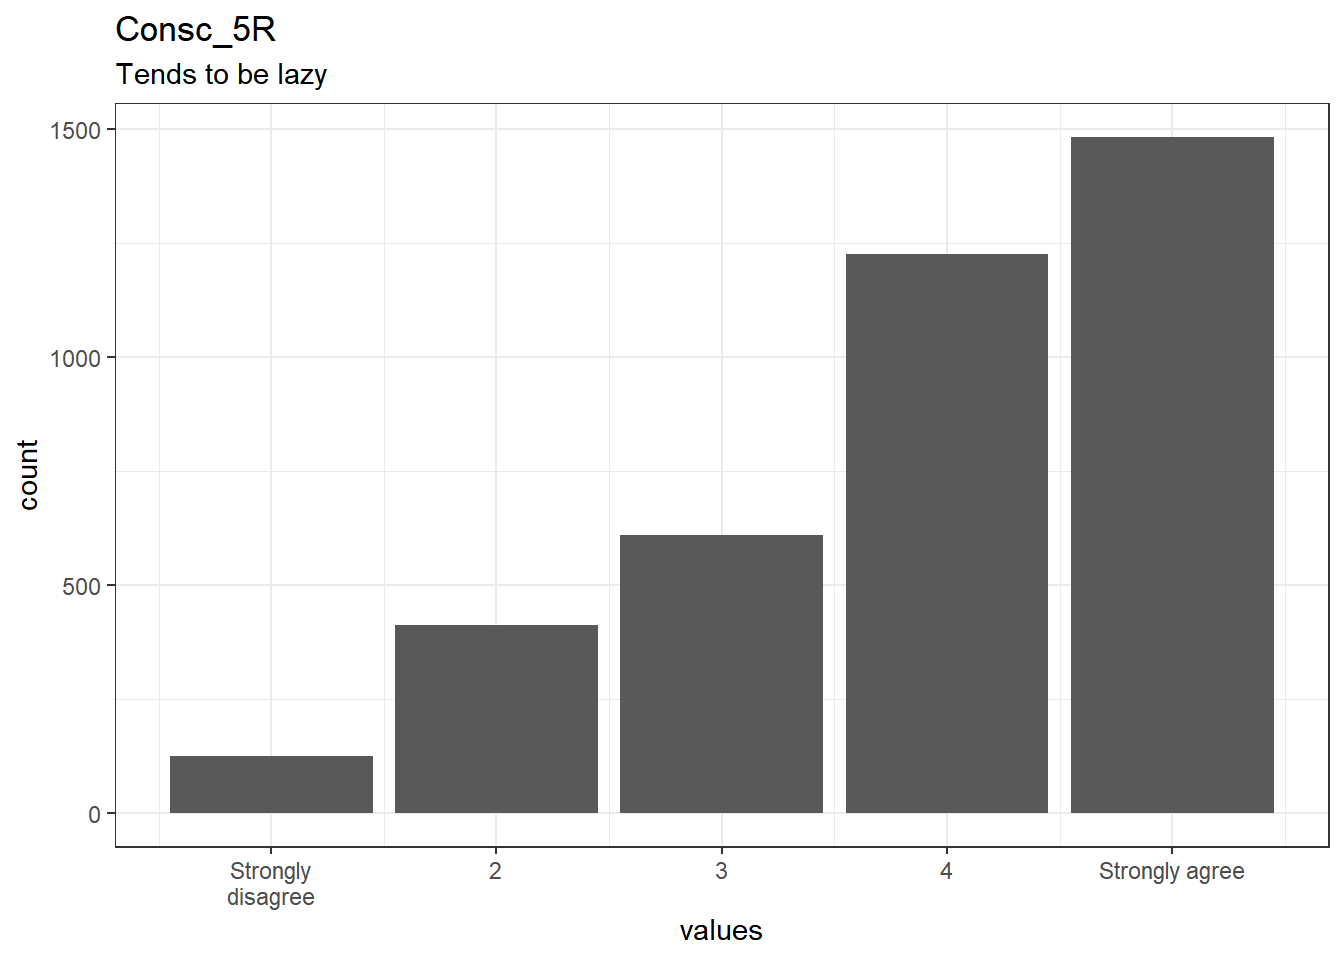 Consc_5R
Tends to be lazy
1500
1000
500
0
count
Strongly
disagree
2
3
4
Strongly agree
values